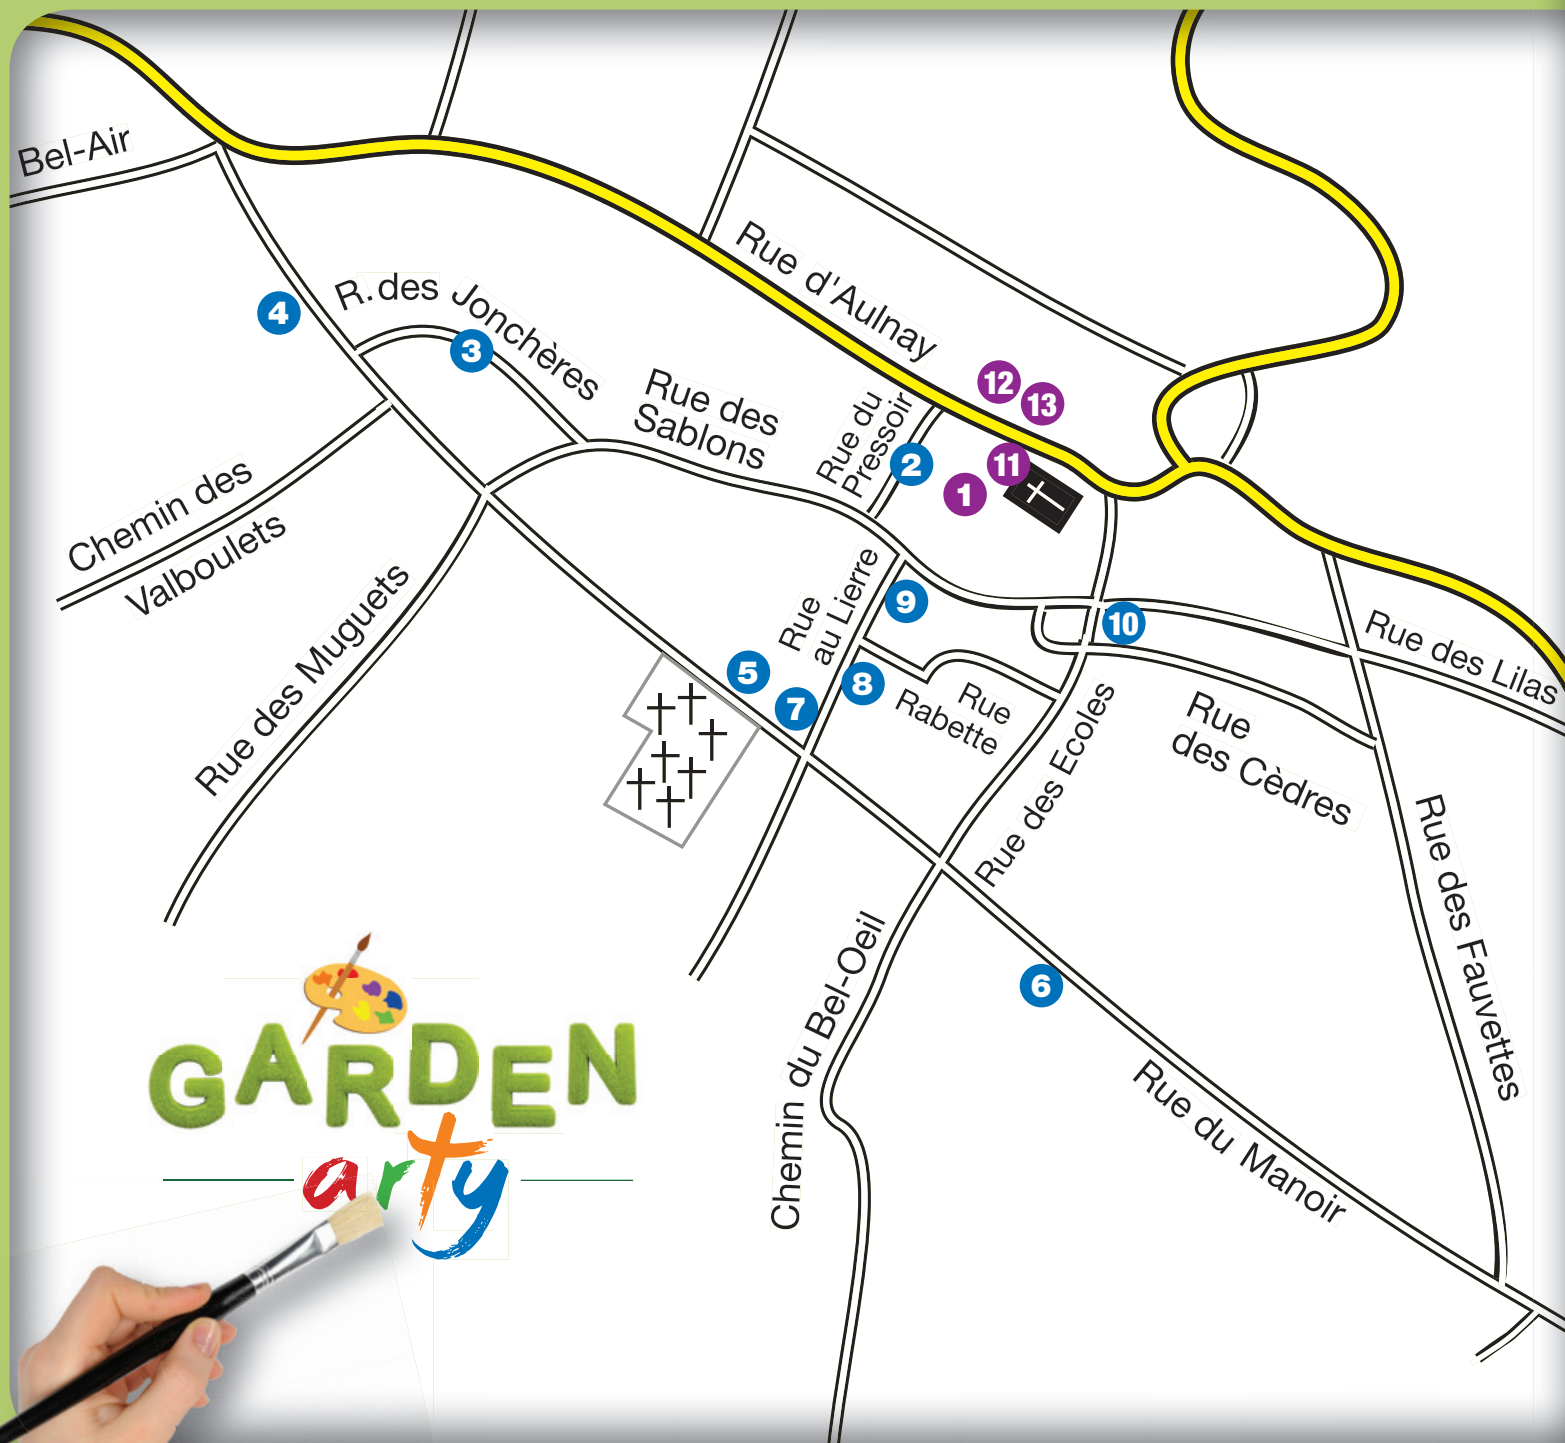 Bel-Air
R. des Jonchères
Rue d'Aulnay
4
3
12
13
Rue des
Sablons
Rue du
Pressoir
2
11
1
Chemin des
Valboulets
Rue des Muguets
Rue
au Lierre
9
10
5
7
8
Rue
Rabette
Rue des Ecoles
Rue
des Cèdres
Rue des Lilas
Rue des Fauvettes
Chemin du Bel-Oeil
6
Rue du Manoir
GARDEN
arty